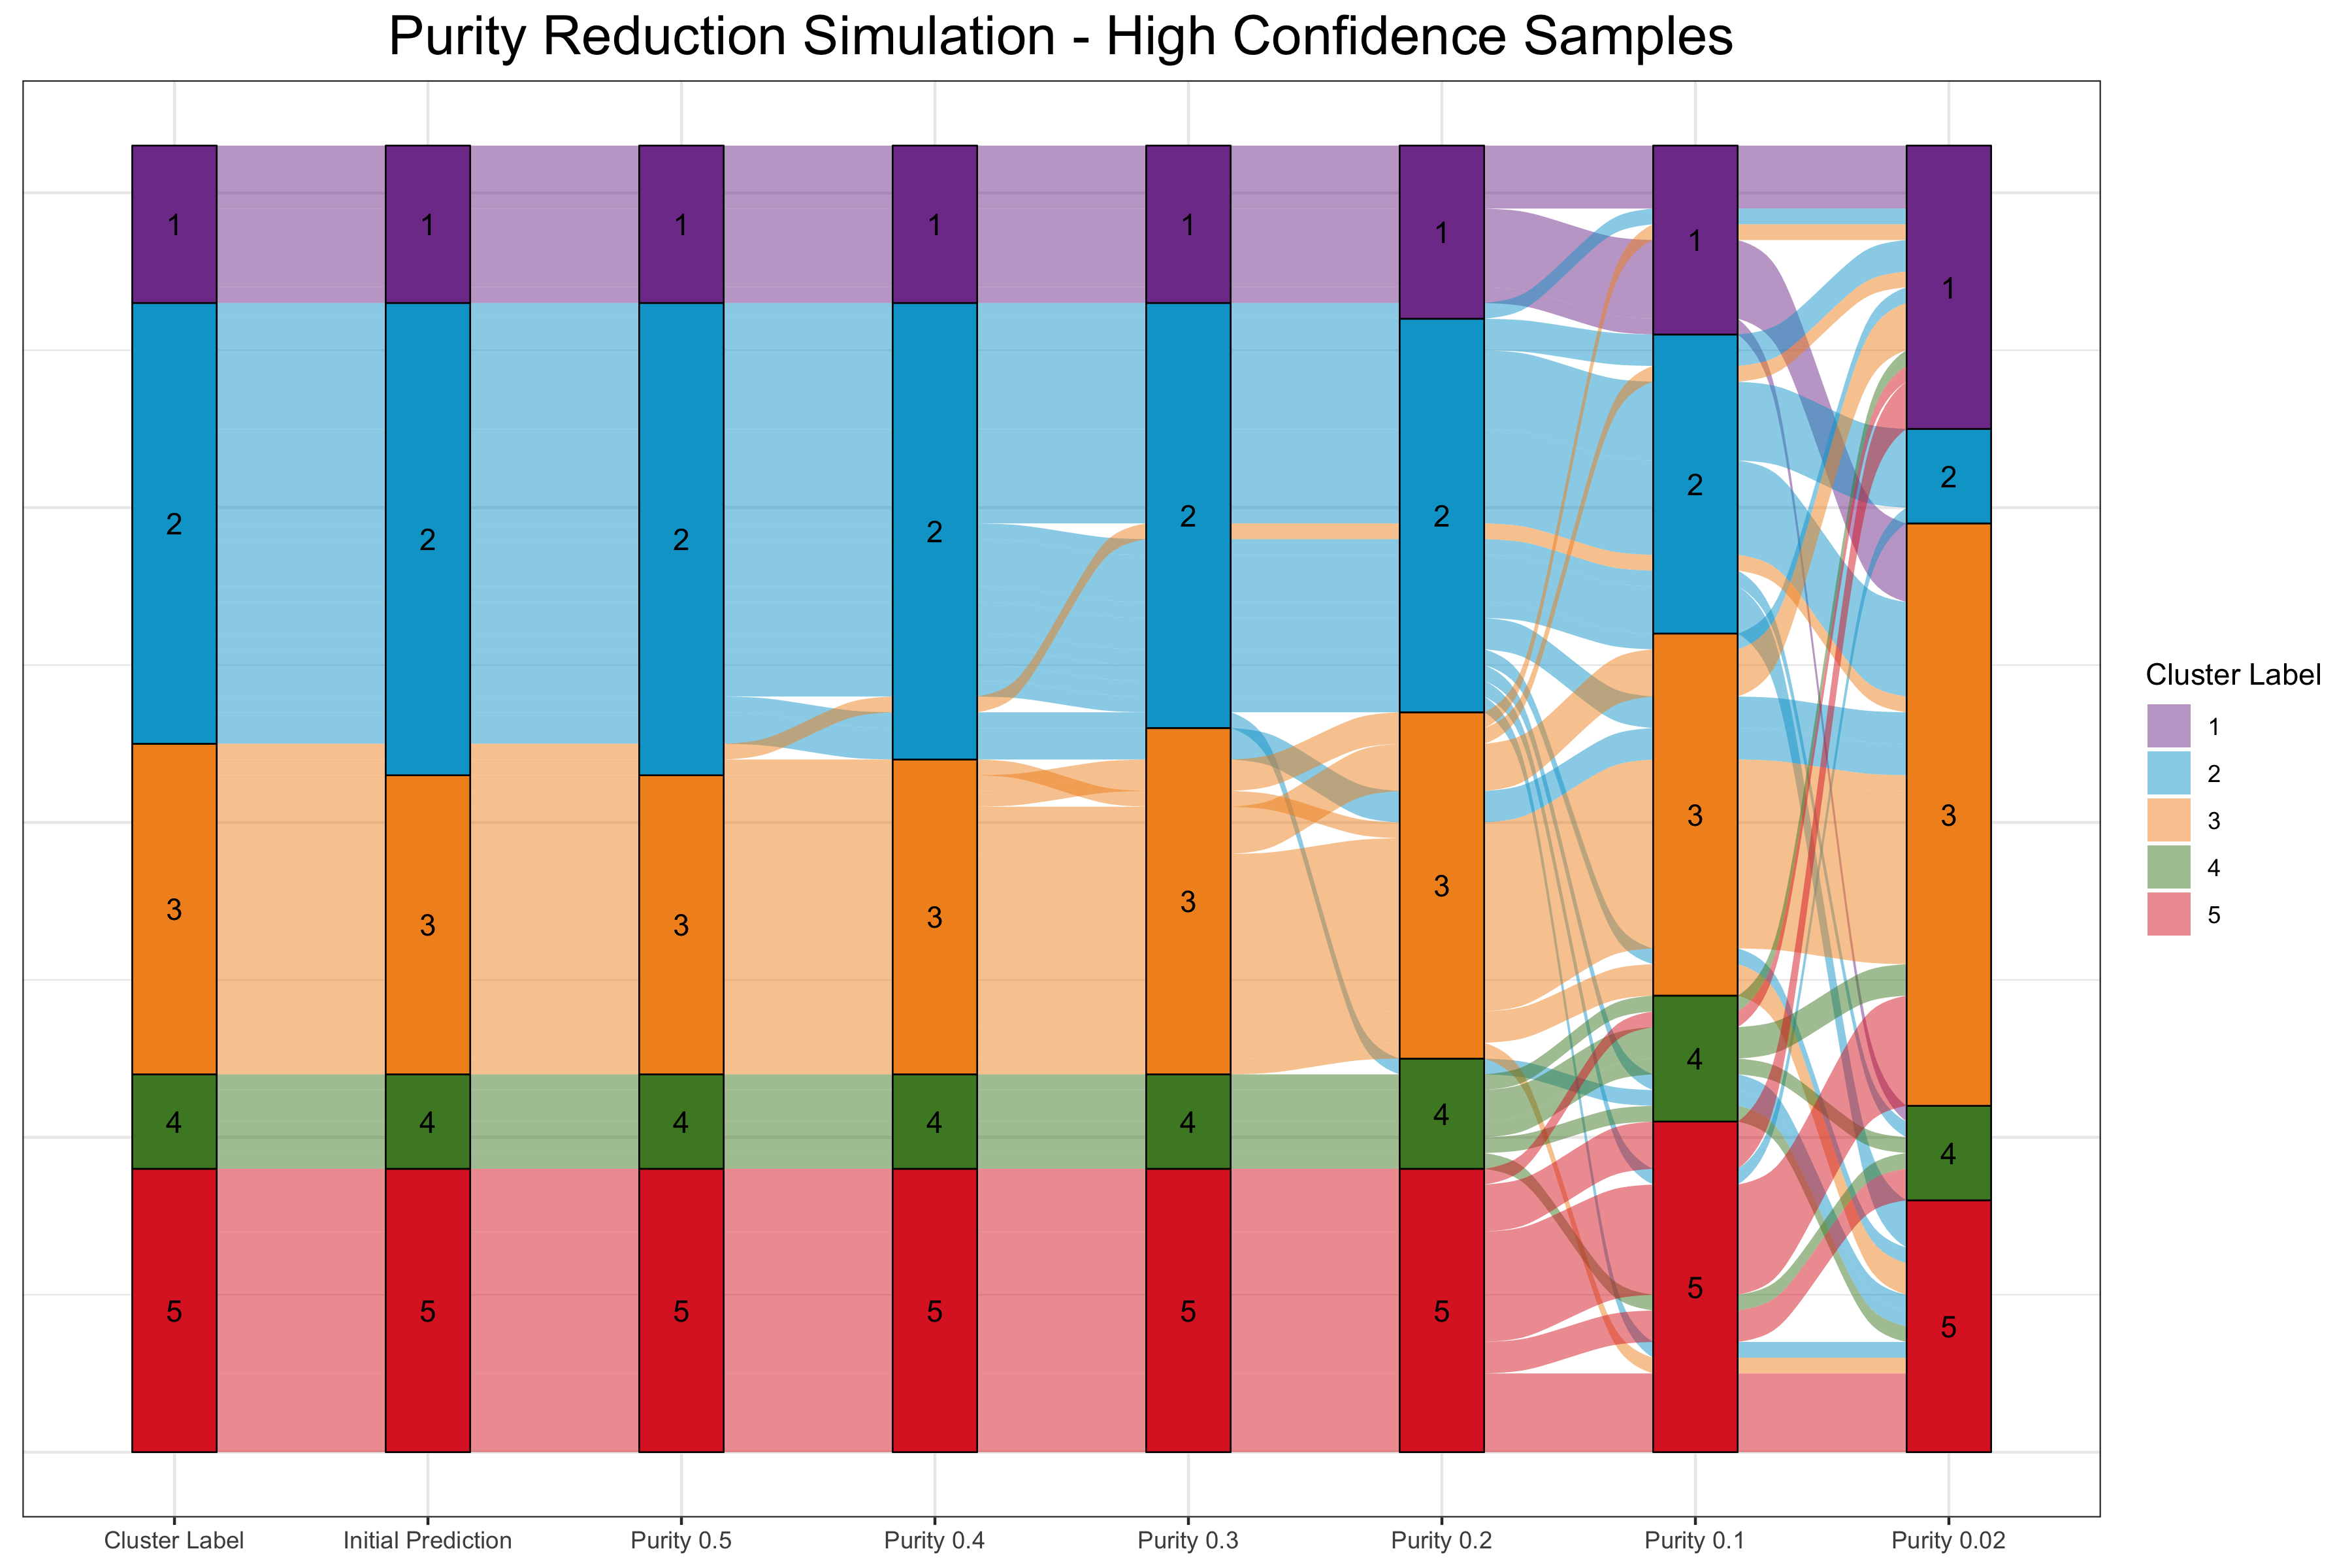 Purity Reduction Simulation - High Confidence Samples
1 1 1 1 1 1 1 1
2 2 2 2 2 2 2 2
3 3 3 3 3 3 3 3
4 4 4 4 4 4 4 4
5 5 5 5 5 5 5 5
Cluster Label Initial Prediction Purity 0.5 Purity 0.4 Purity 0.3 Purity 0.2 Purity 0.1 Purity 0.02
Cluster Label
1
2
3
4
5